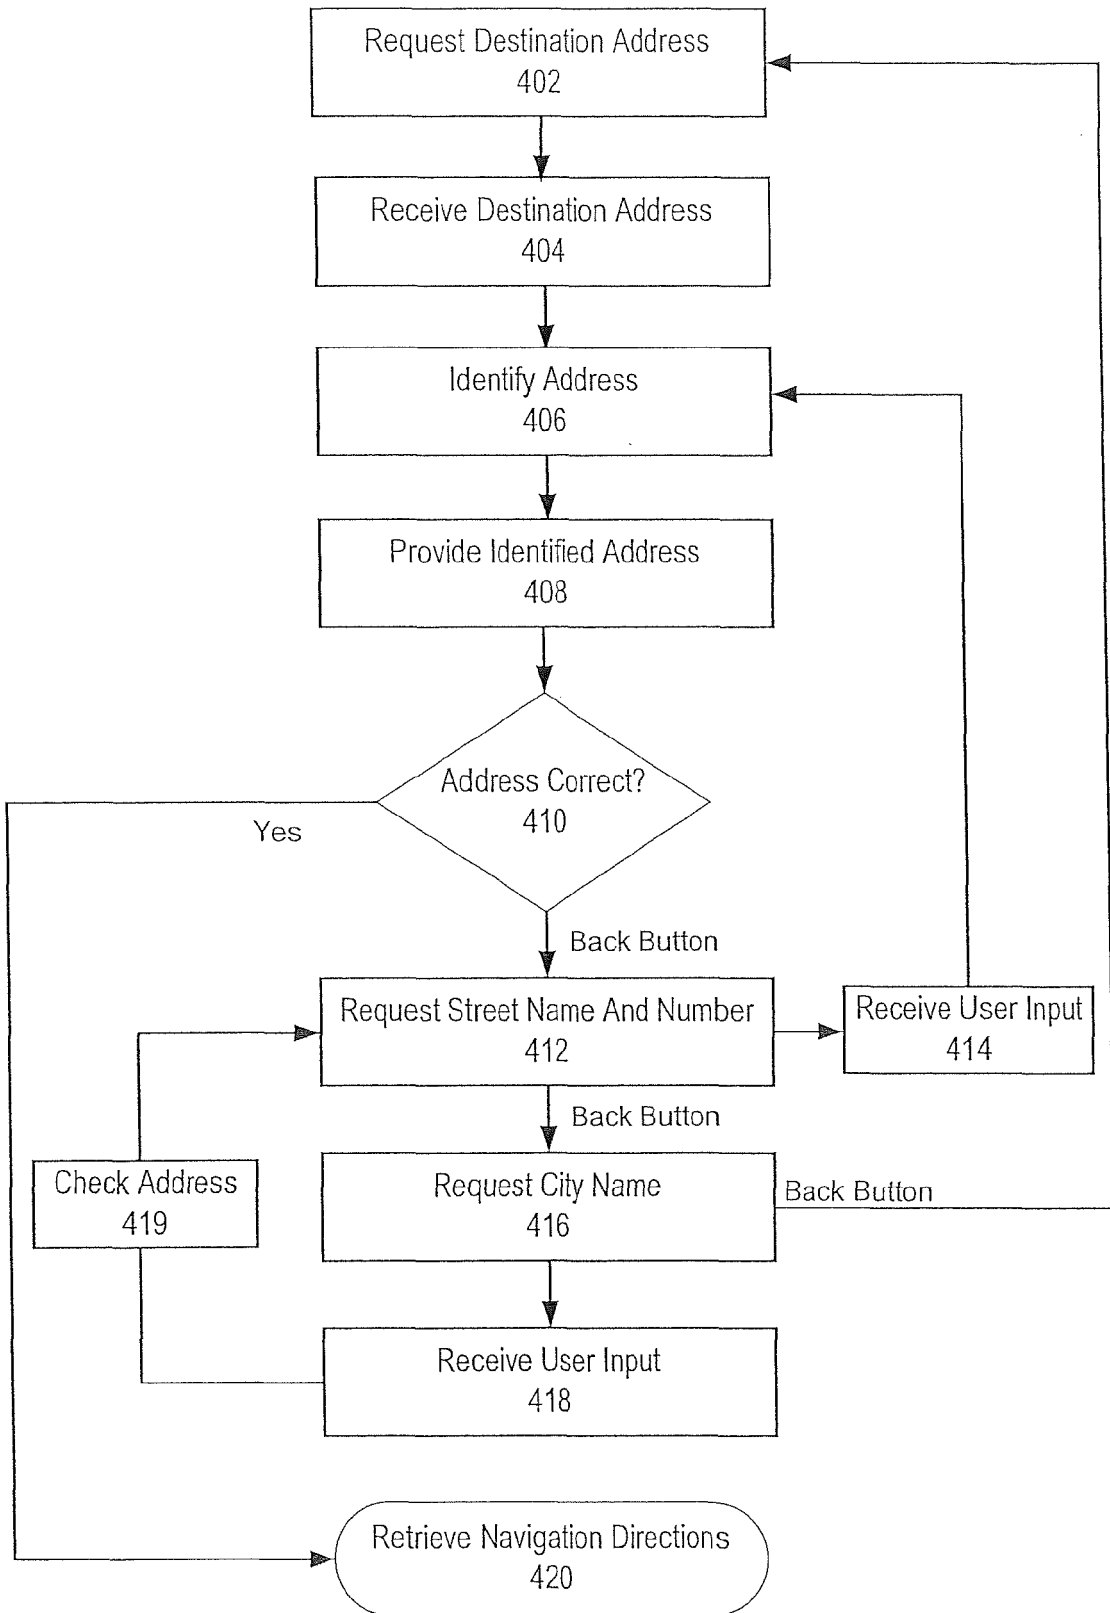 Request Destination Address
402
Receive Destination Address
404
Identify Address
406
Provide Identified Address
408
Address Correct?
410
Yes
Back Button
Request Street Name And Number
412
Receive User Input
414
Back Button
Check Address
419
Request City Name
416
Back Button
Receive User Input
418
Retrieve Navigation Directions
420